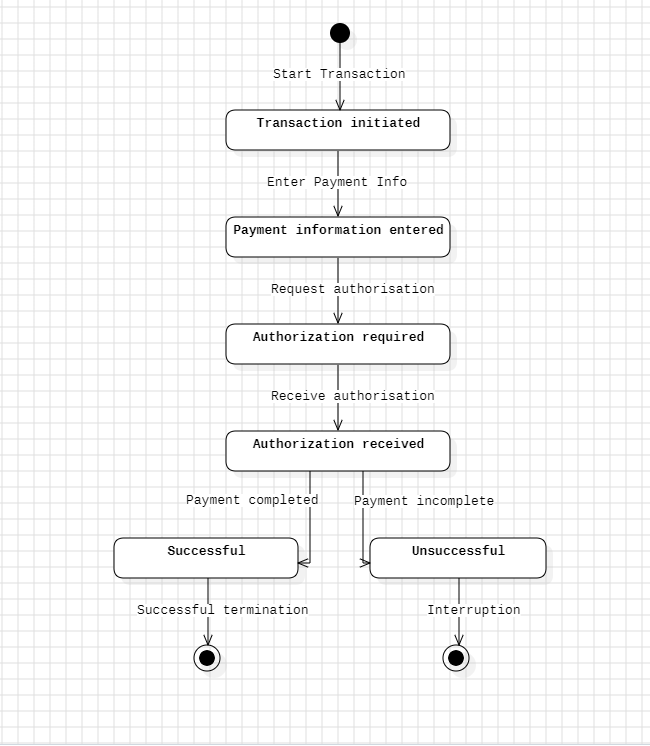 Start Transaction
Transaction initiated
Enter Payment Info
Payment information entered
Request authorisation
Authorization required
Receive authorisation
Authorization received
Payment completed
Payment incomplete
Successful
Unsuccessful
Successful termination
Interruption